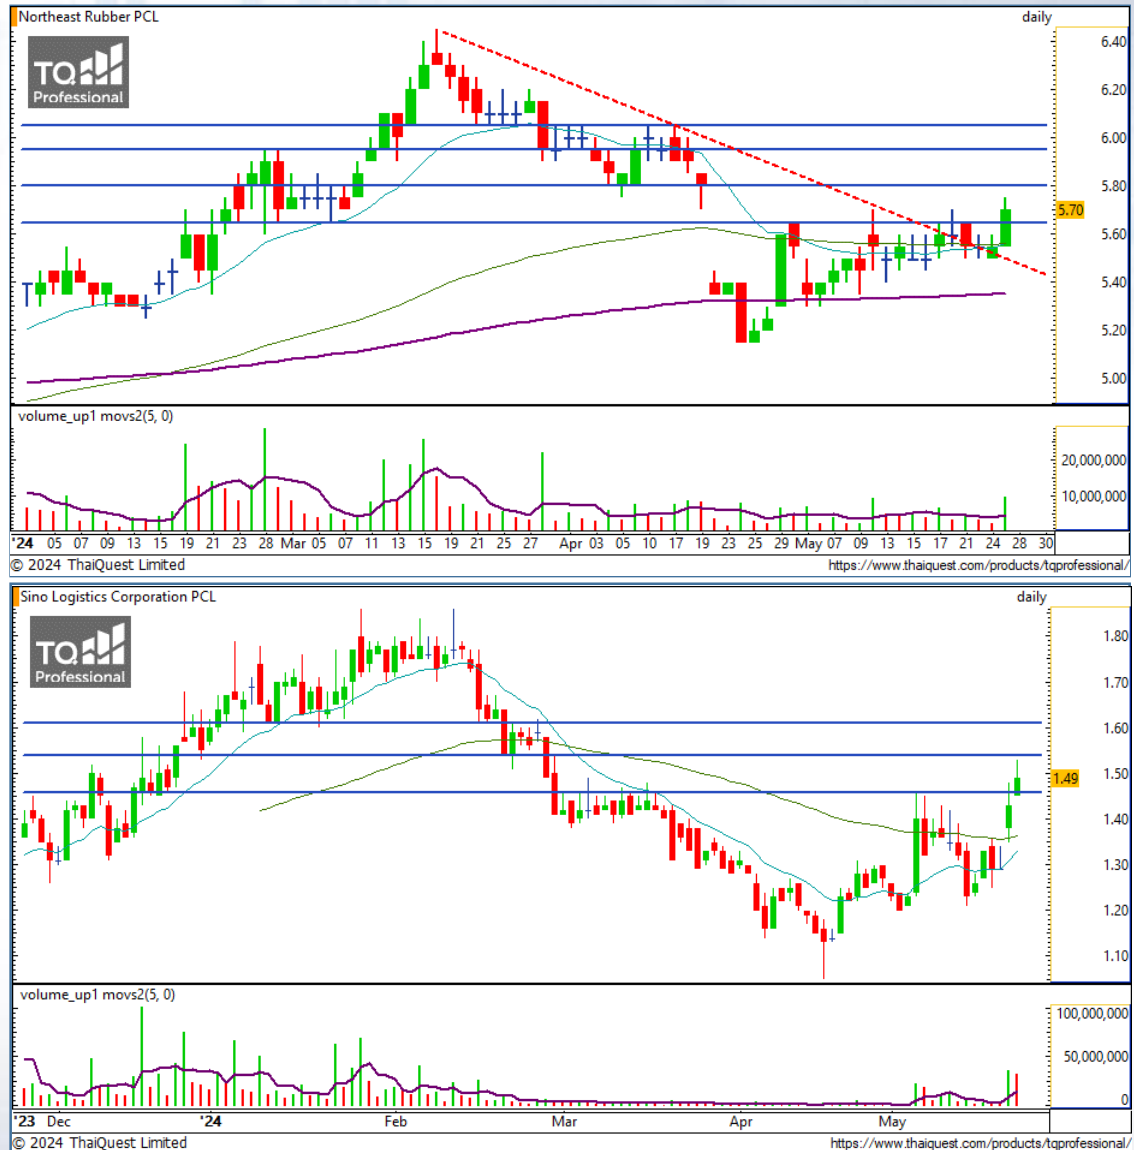 Northeast Rubber PCL daily
TQ
Professional
6.40
6.20
6.00
5.80
5.70
5.60
5.40
5.20
5.00
volume_up1 movs2(5, 0)
20,000,000
10,000,000
'24 05 07 09 13 15 19 21 23 26 28 Mar 05 07 11 13 15 19 21 25 27 Apr 03 05 10 17 19 23 25 29 May 07 09 13 15 17 21 24 28 30
© 2024 ThaiQuest Limited https://www.thaiquest.com/products/tqprofessional/
Sino Logistics Corporation PCL daily
TQ
Professional
1.80
1.70
1.60
1.50
1.49
1.40
1.30
1.20
1.10
volume_up1 movs2(5, 0)
100,000,000
50,000,000
0
'23 Dec '24 Feb Mar Apr May
© 2024 ThaiQuest Limited https://www.thaiquest.com/products/tqprofessional/